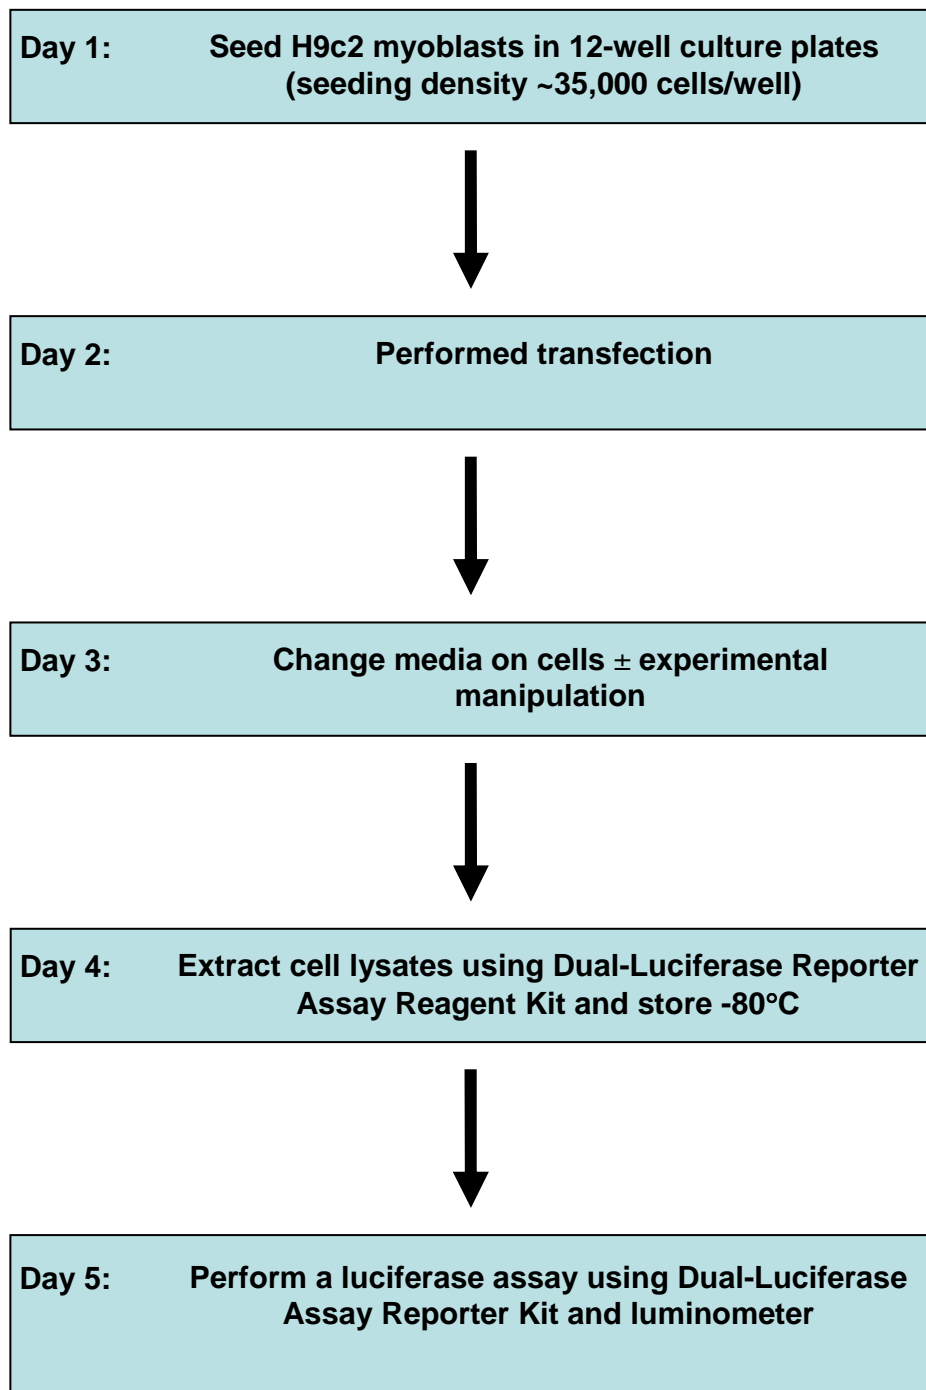 Day 1: Seed H9c2 myoblasts in 12-well culture plates
(seeding density ~35,000 cells/well)
Day 2: Performed transfection
Day 3: Change media on cells ± experimental
manipulation
Day 4: Extract cell lysates using Dual-Luciferase Reporter
Assay Reagent Kit and store -80°C
Day 5: Perform a luciferase assay using Dual-Luciferase
Assay Reporter Kit and luminometer